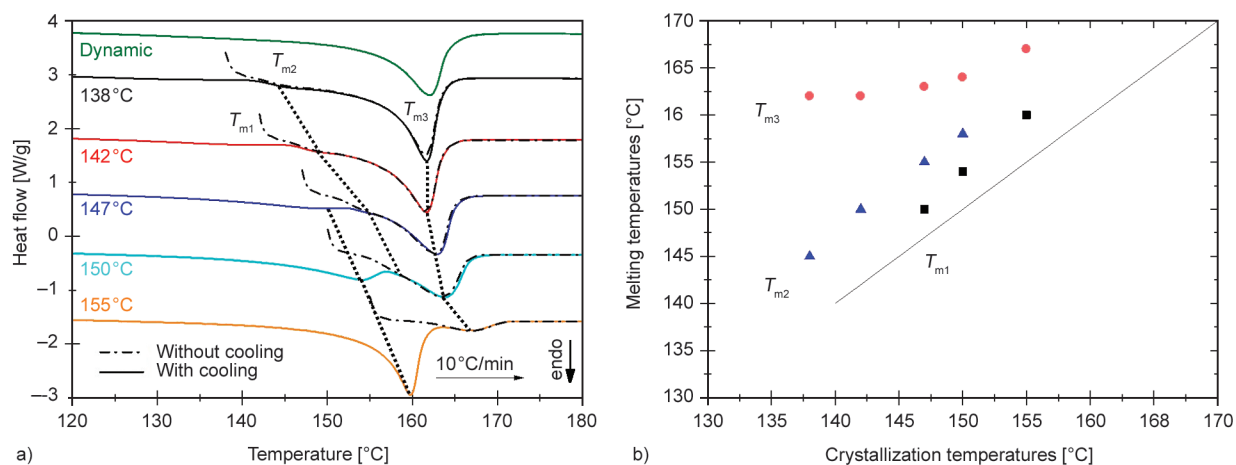 4
3
2
1
0
–1
–2
–3
Heat flow [W/g]
Dynamic
138°C
142°C
147°C
150°C
155°C
Tm2
Tm1
Tm3
Without cooling
With cooling
10°C/min
endo
120
130
140
150
160
170
180
a)
Temperature [°C]
170
165
160
155
150
145
140
135
130
Melting temperatures [°C]
Tm3
Tm2
Tm1
130
135
140
145
150
155
160
168
170
b)
Crystallization temperatures [°C]